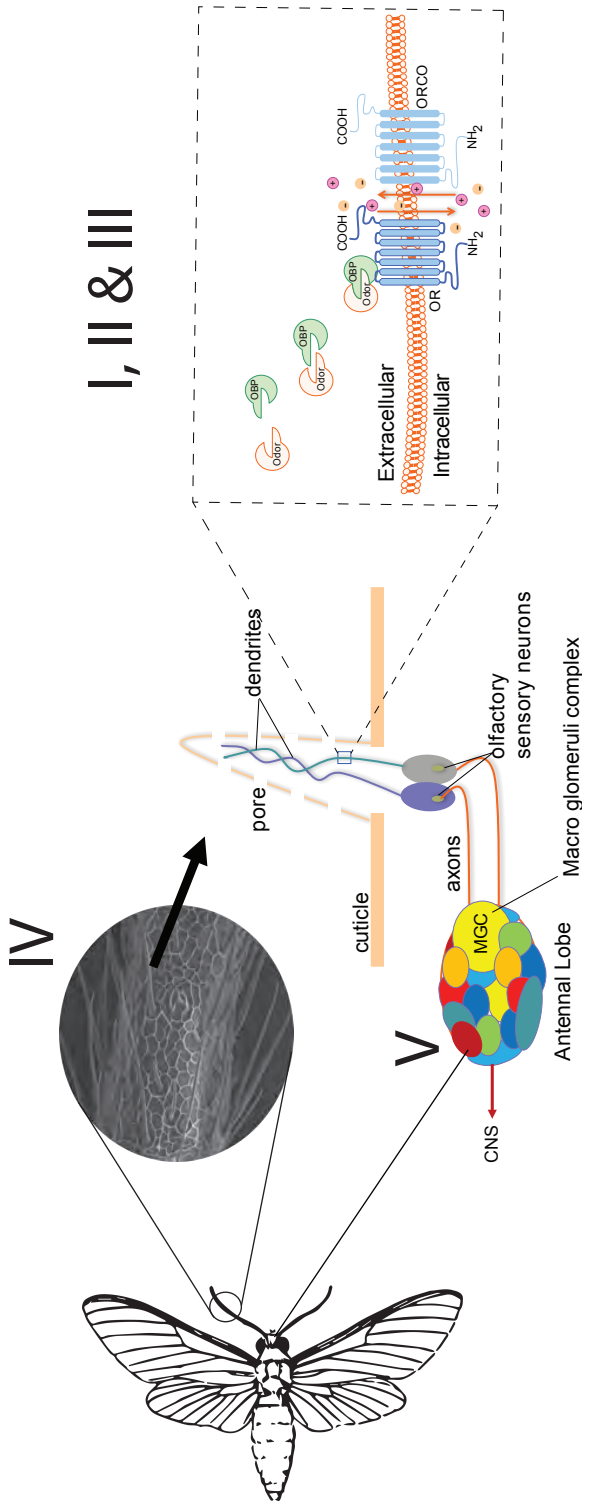 IV
I, II & III
pore
dendrites
cuticle
olfactory
sensory neurons
axons
Macro glomeruli complex
V
MGC
Antennal Lobe
CNS
Odor
OBP
Odor
OBP
Odor
OBP
Extracellular
Intracellular
OR
COOH
NH2
COOH
ORCO
NH2
+
-
+
-
-
+
-
+
-
+